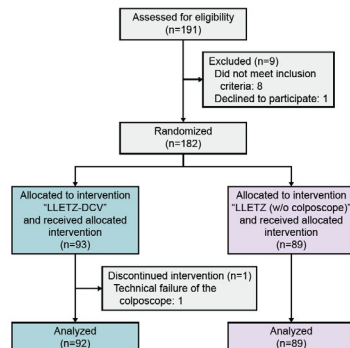 Assessed for eligibility
(n=191)
Excluded (n=9)
Did not meet inclusion
criteria: 8
Declined to participate: 1
Randomized
(n=182)
Allocated to intervention
"LLETZ-DCV"
and received allocated
intervention
(n=93)
Allocated to intervention
"LLETZ (w/o colposcope)"
and received allocated
intervention
(n=89)
Discontinued intervention (n=1)
Technical failure of the
colposcope: 1
Analyzed
(n=92)
Analyzed
(n=89)